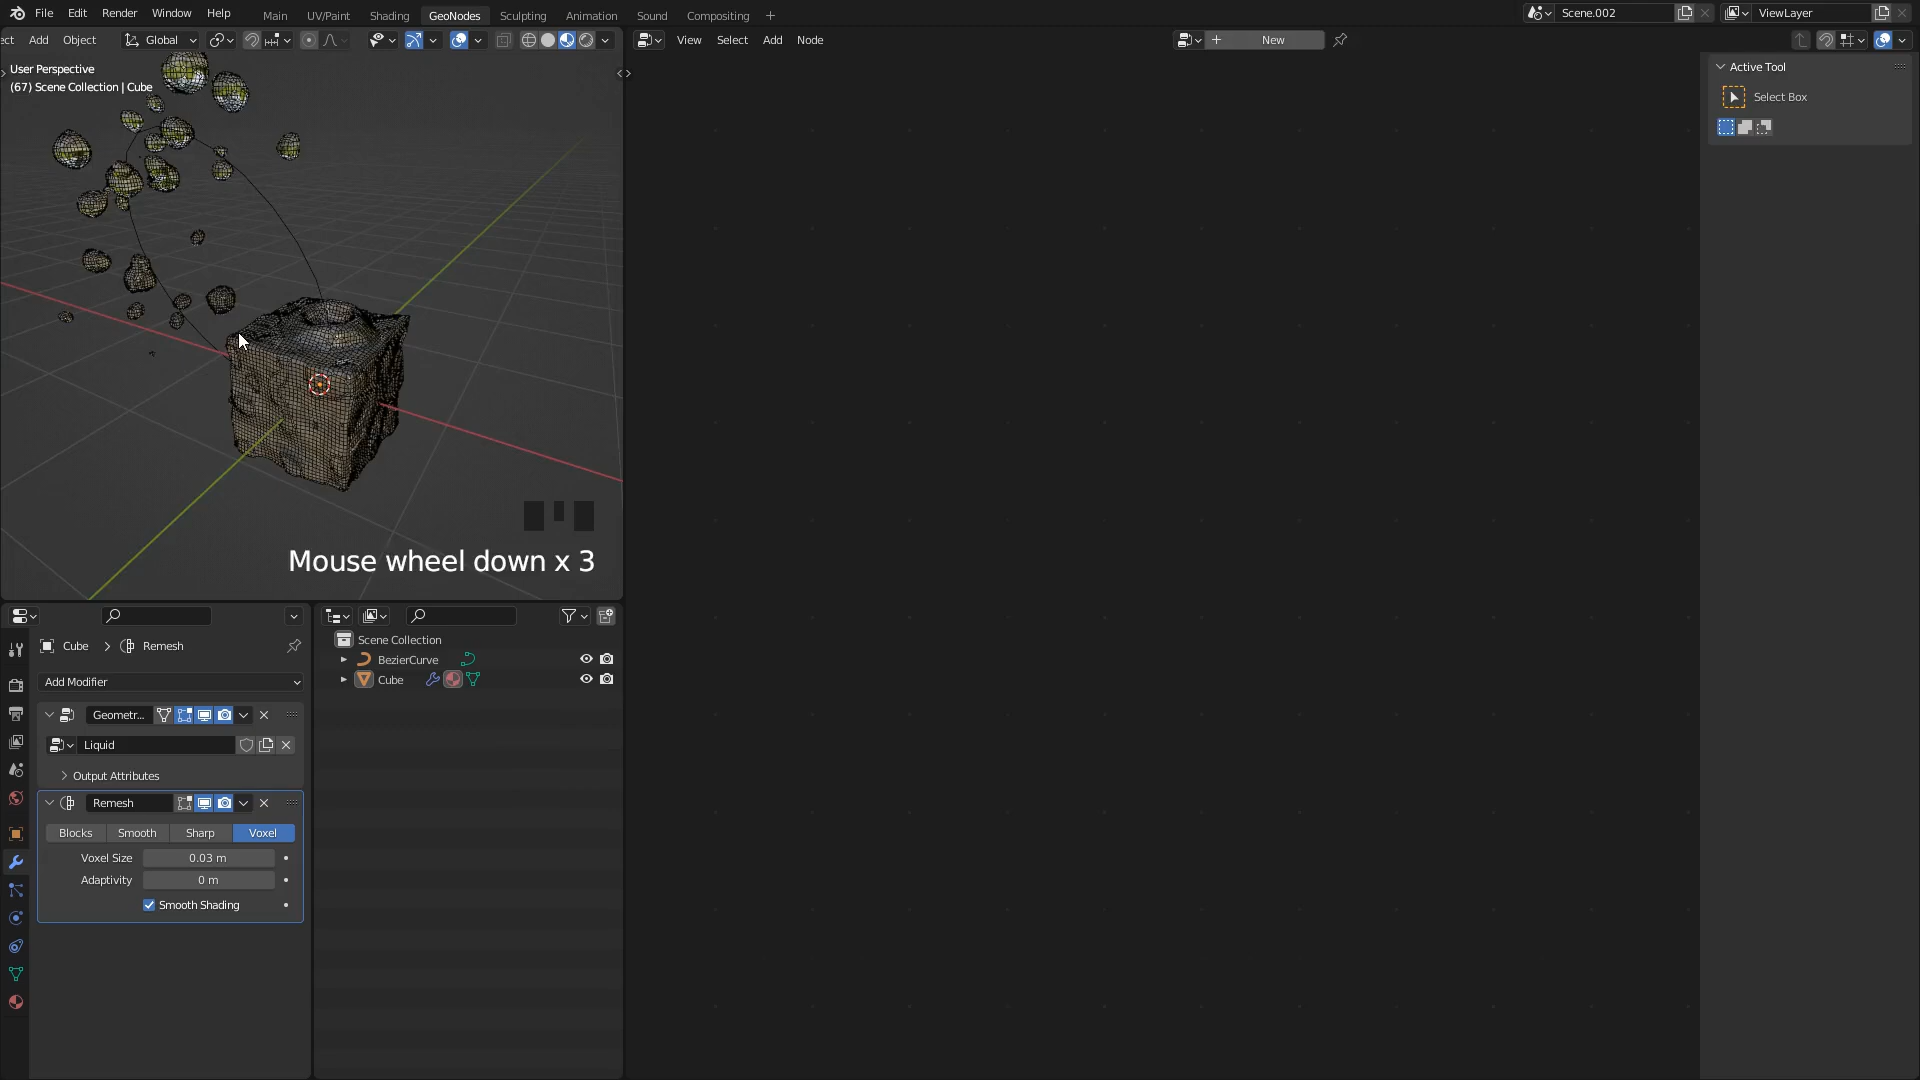 File Edit Render Window Help Main UV/Paint Shading GeoNodes Sculpting Animation Sound Compositing Scene.002 ViewLayer
ect Add Object Global View Select Add Node New
User Perspective
(67) Scene Collection | Cube
Active Tool
Select Box
Mouse wheel down x 3
Cube Remesh
Add Modifier
Geometr...
Liquid
Output Attributes
Remesh
Blocks Smooth Sharp Voxel
Voxel Size 0.03 m
Adaptivity 0 m
Smooth Shading
Scene Collection
BezierCurve
Cube